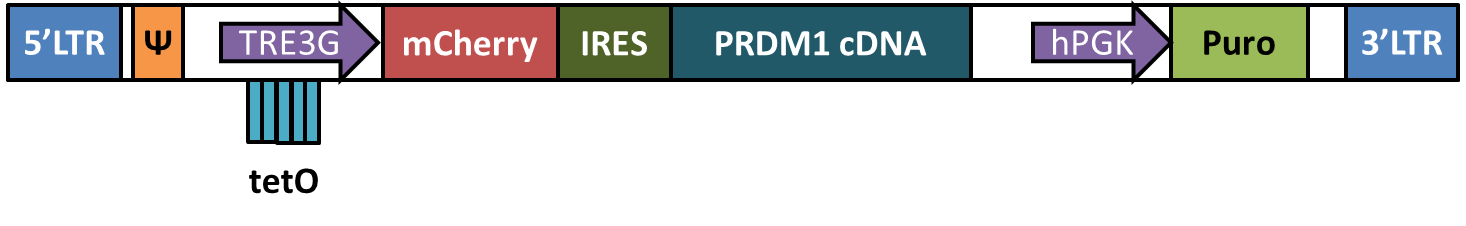 5'LTR Ψ TRE3G mCherry IRES PRDM1 cDNA hPGK Puro 3'LTR
tetO